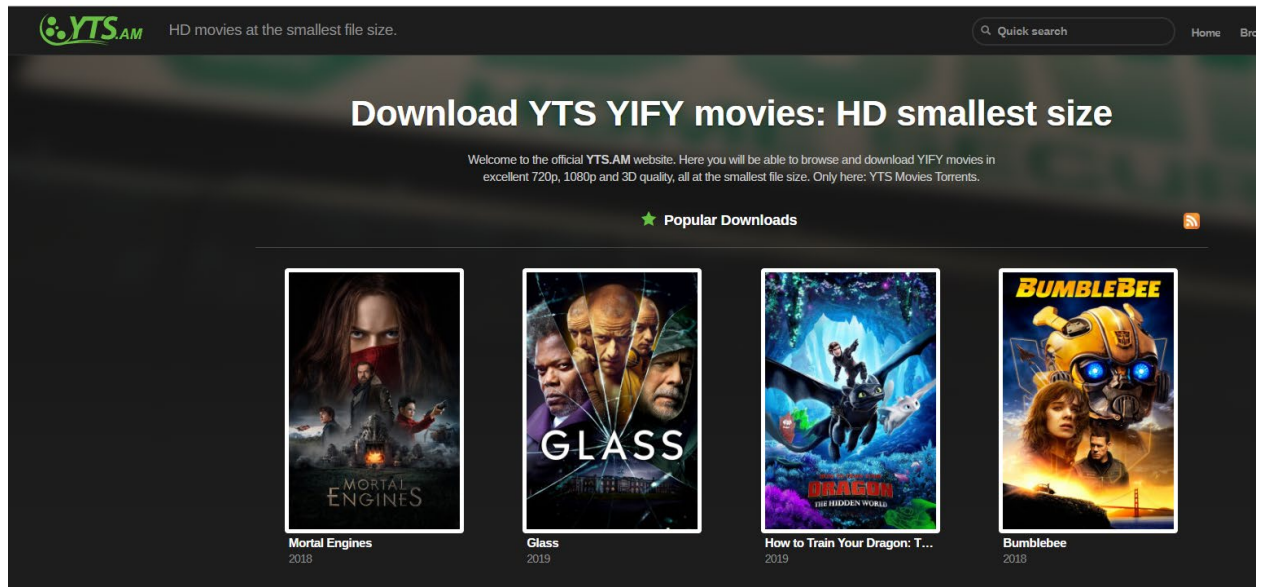 YTS.AM
HD movies at the smallest file size.
Quick search
Home
Bro
Download YTS YIFY movies: HD smallest size
Welcome to the official YTS.AM website. Here you will be able to browse and download YIFY movies in
excellent 720p, 1080p and 3D quality, all at the smallest file size. Only here: YTS Movies Torrents.
Popular Downloads
MORTAL
ENGINES
GLASS
DRAGON
THE HIDDEN WORLD
BUMBLEBEE
Mortal Engines
2018
Glass
2019
How to Train Your Dragon: T...
2019
Bumblebee
2018